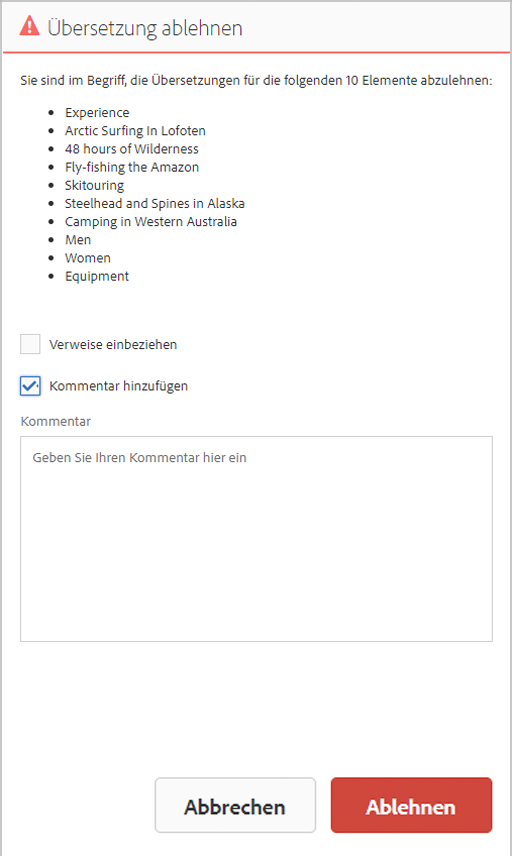 Übersetzung ablehnen
Sie sind im Begriff, die Übersetzungen für die folgenden 10 Elemente abzulehnen:
Experience
Arctic Surfing In Lofoten
48 hours of Wilderness
Fly-fishing the Amazon
Skitouring
Steelhead and Spines in Alaska
Camping in Western Australia
Men
Women
Equipment
Verweise einbeziehen
Kommentar hinzufügen
Kommentar
Geben Sie Ihren Kommentar hier ein
Abbrechen
Ablehnen